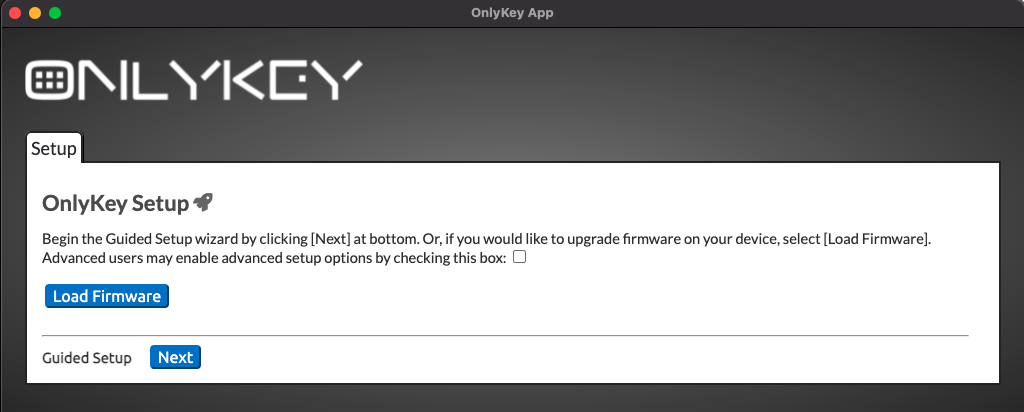 OnlyKey App
ONLYKEY
Setup
OnlyKey Setup
Begin the Guided Setup wizard by clicking [Next] at bottom. Or, if you would like to upgrade firmware on your device, select [Load Firmware].
Advanced users may enable advanced setup options by checking this box:
Load Firmware
Guided Setup Next